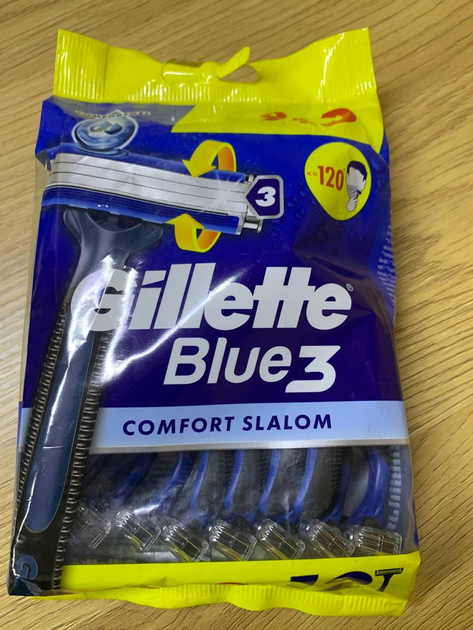 3
<=120
Gillette®
Blue3
COMFORT SLALOM